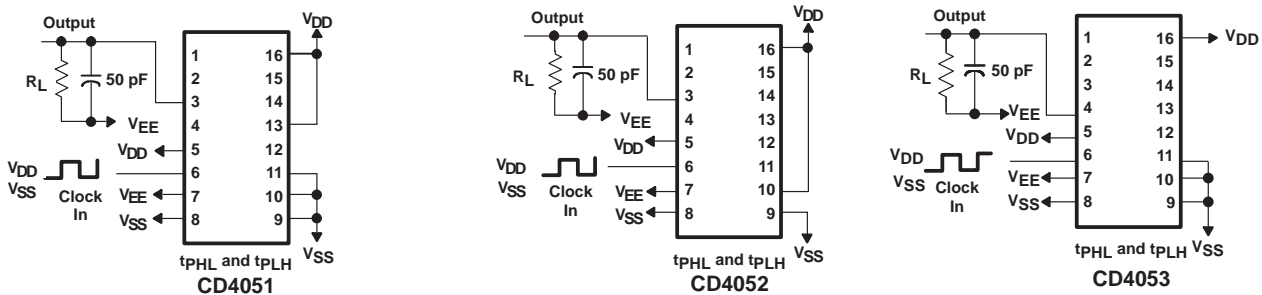 Output
VDD
1 16
2 15
RL 50 pF
3 14
4 13
VEE
VDD 5 12
VDD
VSS
Clock
In
6 11
VEE 7 10
VSS 8 9
VSS
tPHL and tPLH
CD4051
Output
VDD
1 16
2 15
RL 50 pF
3 14
4 13
VEE
VDD 5 12
VDD
VSS
Clock
In
6 11
VEE 7 10
VSS 8 9
VSS
tPHL and tPLH
CD4052
Output
1 16 VDD
2 15
RL 50 pF
3 14
4 13
VEE
VDD 5 12
VDD
VSS
Clock
In
6 11
VEE 7 10
VSS 8 9
VSS
tPHL and tPLH
CD4053